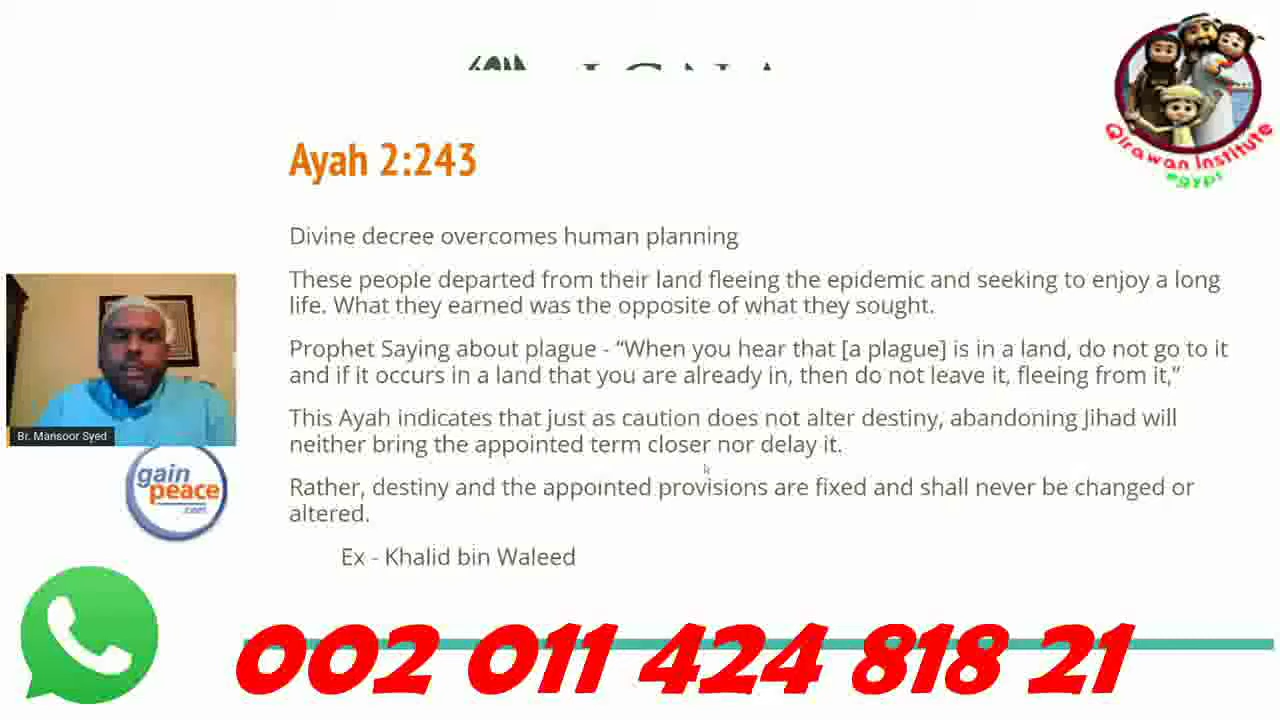 Qirawan Institute
egypt
Ayah 2:243
Divine decree overcomes human planning
These people departed from their land fleeing the epidemic and seeking to enjoy a long
life. What they earned was the opposite of what they sought.
Prophet Saying about plague - “When you hear that [a plague] is in a land, do not go to it
and if it occurs in a land that you are already in, then do not leave it, fleeing from it,”
This Ayah indicates that just as caution does not alter destiny, abandoning Jihad will
neither bring the appointed term closer nor delay it.
Rather, destiny and the appointed provisions are fixed and shall never be changed or
altered.
Ex - Khalid bin Waleed
Br. Mansoor Syed
gain
peace
.com
002 011 424 818 21